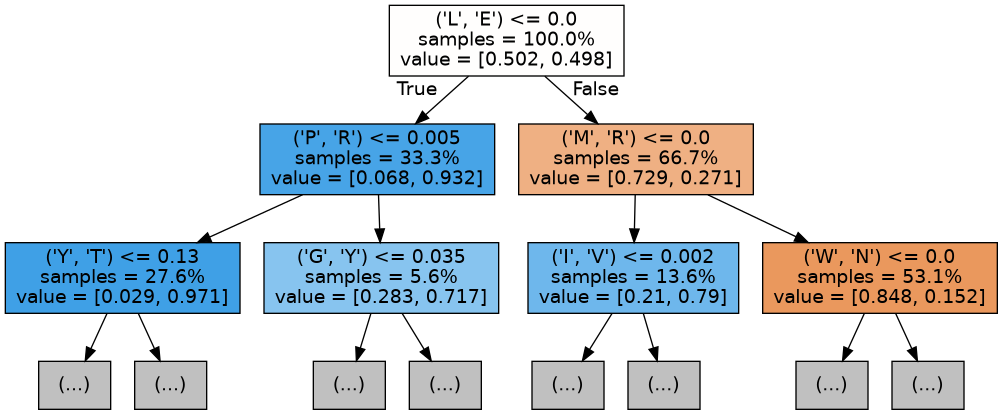 ('L', 'E') <= 0.0
samples = 100.0%
value = [0.502, 0.498]
True
False
('P', 'R') <= 0.005
samples = 33.3%
value = [0.068, 0.932]
('M', 'R') <= 0.0
samples = 66.7%
value = [0.729, 0.271]
('Y', 'T') <= 0.13
samples = 27.6%
value = [0.029, 0.971]
('G', 'Y') <= 0.035
samples = 5.6%
value = [0.283, 0.717]
('I', 'V') <= 0.002
samples = 13.6%
value = [0.21, 0.79]
('W', 'N') <= 0.0
samples = 53.1%
value = [0.848, 0.152]
(...)
(...)
(...)
(...)
(...)
(...)
(...)
(...)